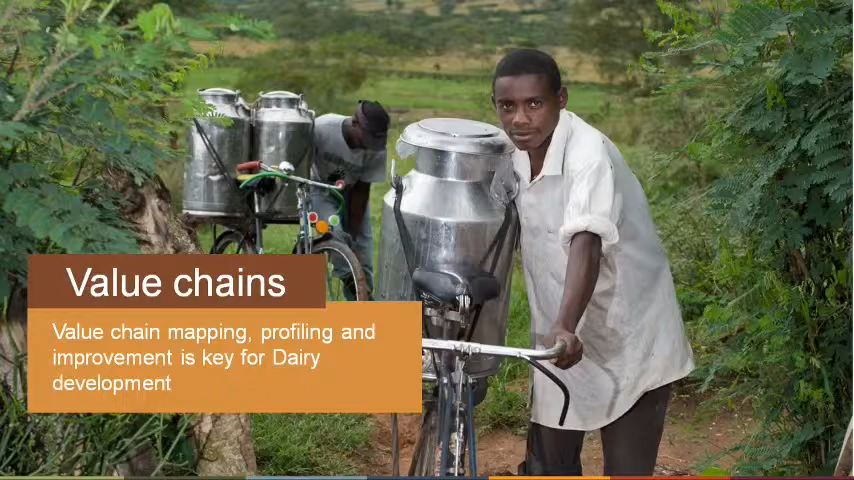 Value chains
Value chain mapping, profiling and
improvement is key for Dairy
development